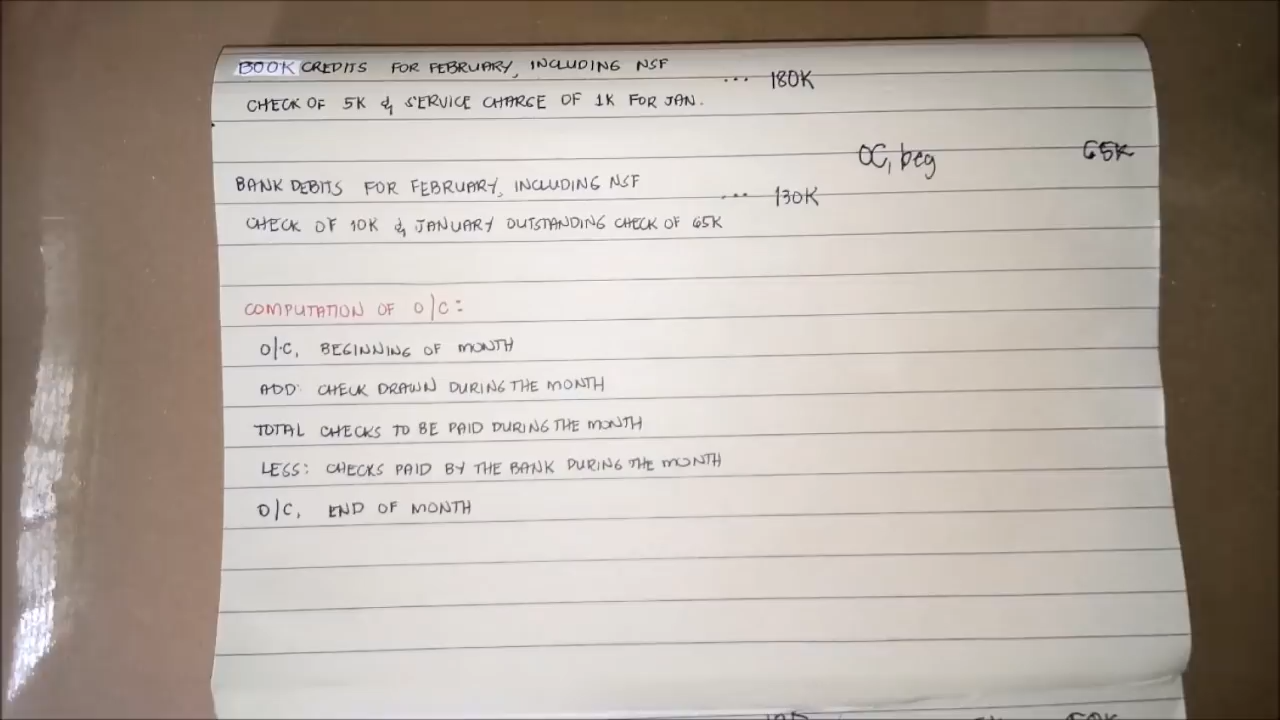 BOOK CREDITS FOR FEBRUARY, INCLUDING NSF
CHECK OF 5K & SERVICE CHARGE OF 1K FOR JAN.
... 180K
OC, beg 65K
BANK DEBITS FOR FEBRUARY, INCLUDING NSF
CHECK OF 10K & JANUARY OUTSTANDING CHECK OF 65K
... 130K
COMPUTATION OF O/C:
O/C, BEGINNING OF MONTH
ADD: CHECK DRAWN DURING THE MONTH
TOTAL CHECKS TO BE PAID DURING THE MONTH
LESS: CHECKS PAID BY THE BANK DURING THE MONTH
O/C, END OF MONTH